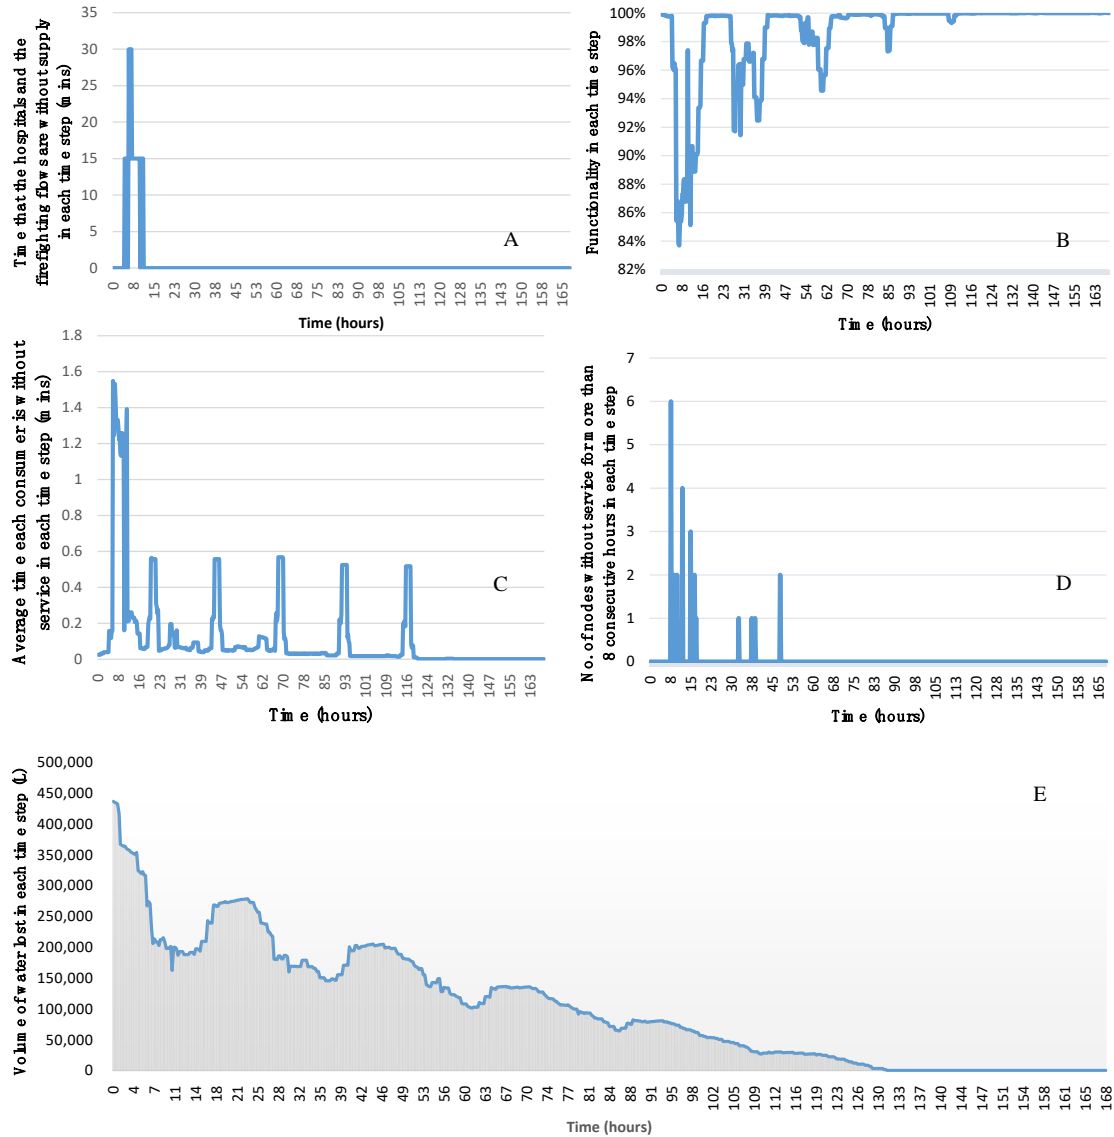 Time that the hospitals and the
firefighting flows are without supply
in each time step (mins)
35
30
25
20
15
10
5
0
A
0 8 15 23 30 38 45 53 60 68 75 83 90 98 105 113 120 128 135 143 150 158 165
Time (hours)
Functionality in each time step
100%
98%
96%
94%
92%
90%
88%
86%
84%
82%
B
0 8 16 24 31 39 47 54 62 70 78 85 93 101 109 116 124 132 140 147 155 163
Time (hours)
Average time each consumer is without
service in each time step (mins)
1.8
1.6
1.4
1.2
1
0.8
0.6
0.4
0.2
0
C
0 8 16 24 31 39 47 54 62 70 78 85 93 101 109 116 124 132 140 147 155 163
Time (hours)
No. of nodes without service for more than
8 consecutive hours in each time step
7
6
5
4
3
2
1
0
D
0 8 15 23 30 38 45 53 60 68 75 83 90 98 105 113 120 128 135 143 150 158 165
Time (hours)
Volume of water lost in each time step (L)
500,000
450,000
400,000
350,000
300,000
250,000
200,000
150,000
100,000
50,000
0
E
0 4 7 11 14 18 21 25 28 32 35 39 42 46 49 53 56 60 63 67 70 74 77 81 84 88 91 95 98 102 105 109 112 116 119 123 126 130 133 137 140 144 147 151 154 158 161 165 168
Time (hours)